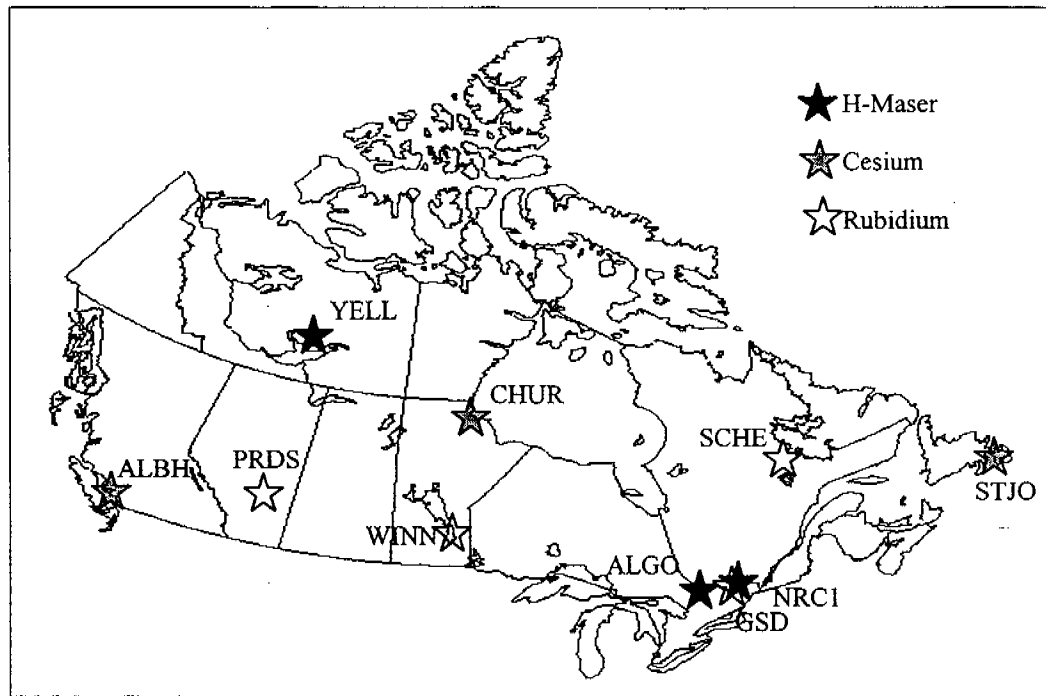 H-Maser
Cesium
Rubidium
YELL
CHUR
SCHE
ALBH
PRDS
STJO
WINN
ALGO
NRC1
GSD